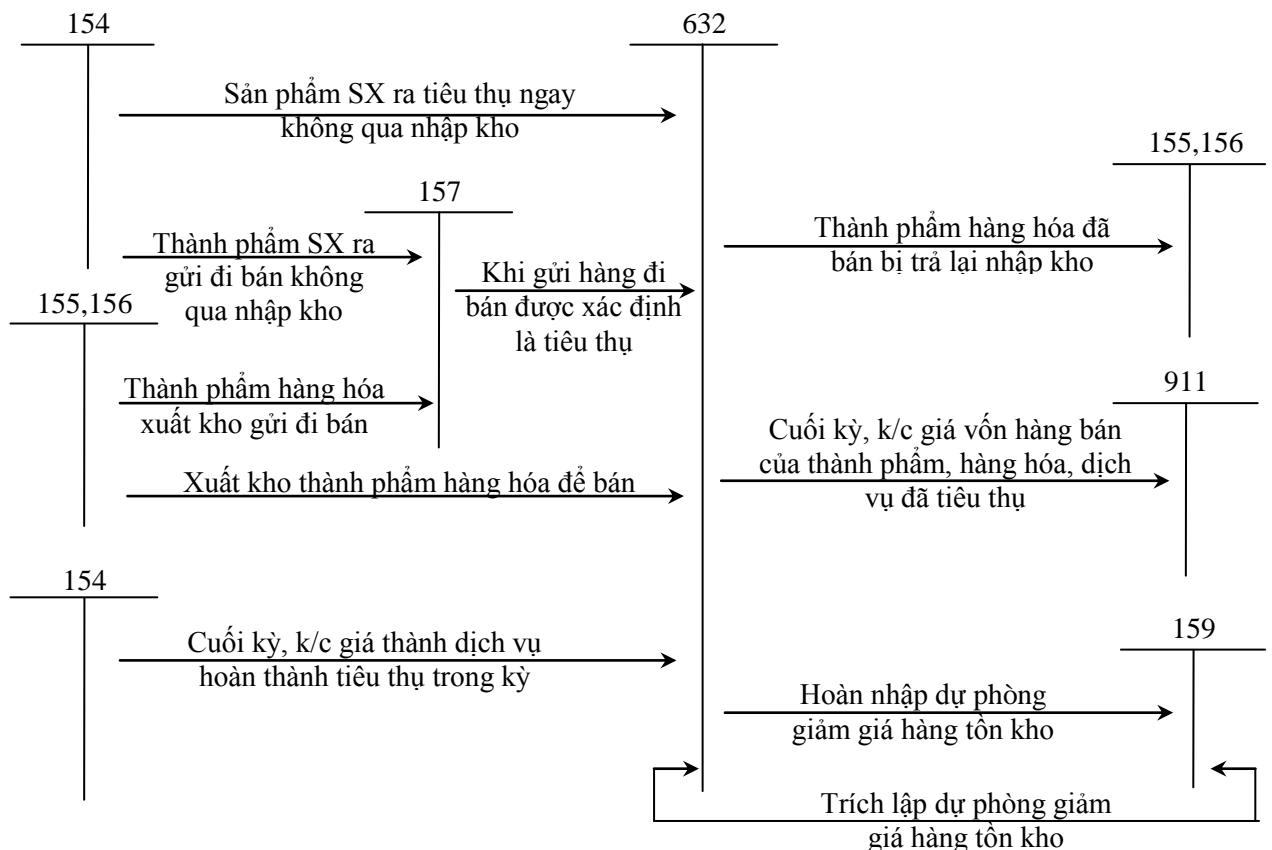 154
632
Sản phẩm SX ra tiêu thụ ngay
không qua nhập kho
155,156
157
Thành phẩm SX ra
gửi đi bán không
qua nhập kho
Khi gửi hàng đi
bán được xác định
là tiêu thụ
Thành phẩm hàng hóa đã
bán bị trả lại nhập kho
155,156
Thành phẩm hàng hóa
xuất kho gửi đi bán
911
Cuối kỳ, k/c giá vốn hàng bán
của thành phẩm, hàng hóa, dịch
vụ đã tiêu thụ
Xuất kho thành phẩm hàng hóa để bán
154
Cuối kỳ, k/c giá thành dịch vụ
hoàn thành tiêu thụ trong kỳ
159
Hoàn nhập dự phòng
giảm giá hàng tồn kho
Trích lập dự phòng giảm
giá hàng tồn kho